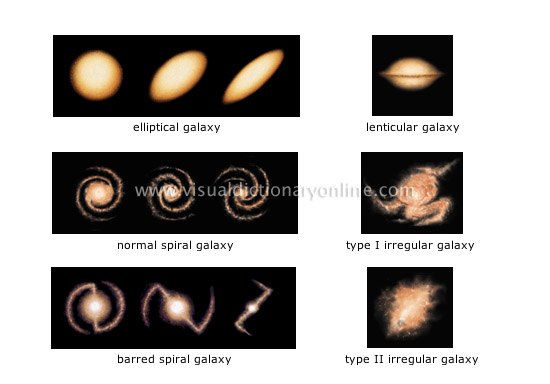 elliptical galaxy
lenticular galaxy
www.visualdictionaryonline.com
normal spiral galaxy
type I irregular galaxy
barred spiral galaxy
type II irregular galaxy